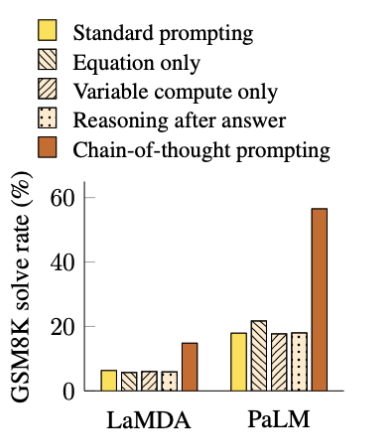 Standard prompting
Equation only
Variable compute only
Reasoning after answer
Chain-of-thought prompting
GSM8K solve rate (%)
60
40
20
0
LaMDA PaLM